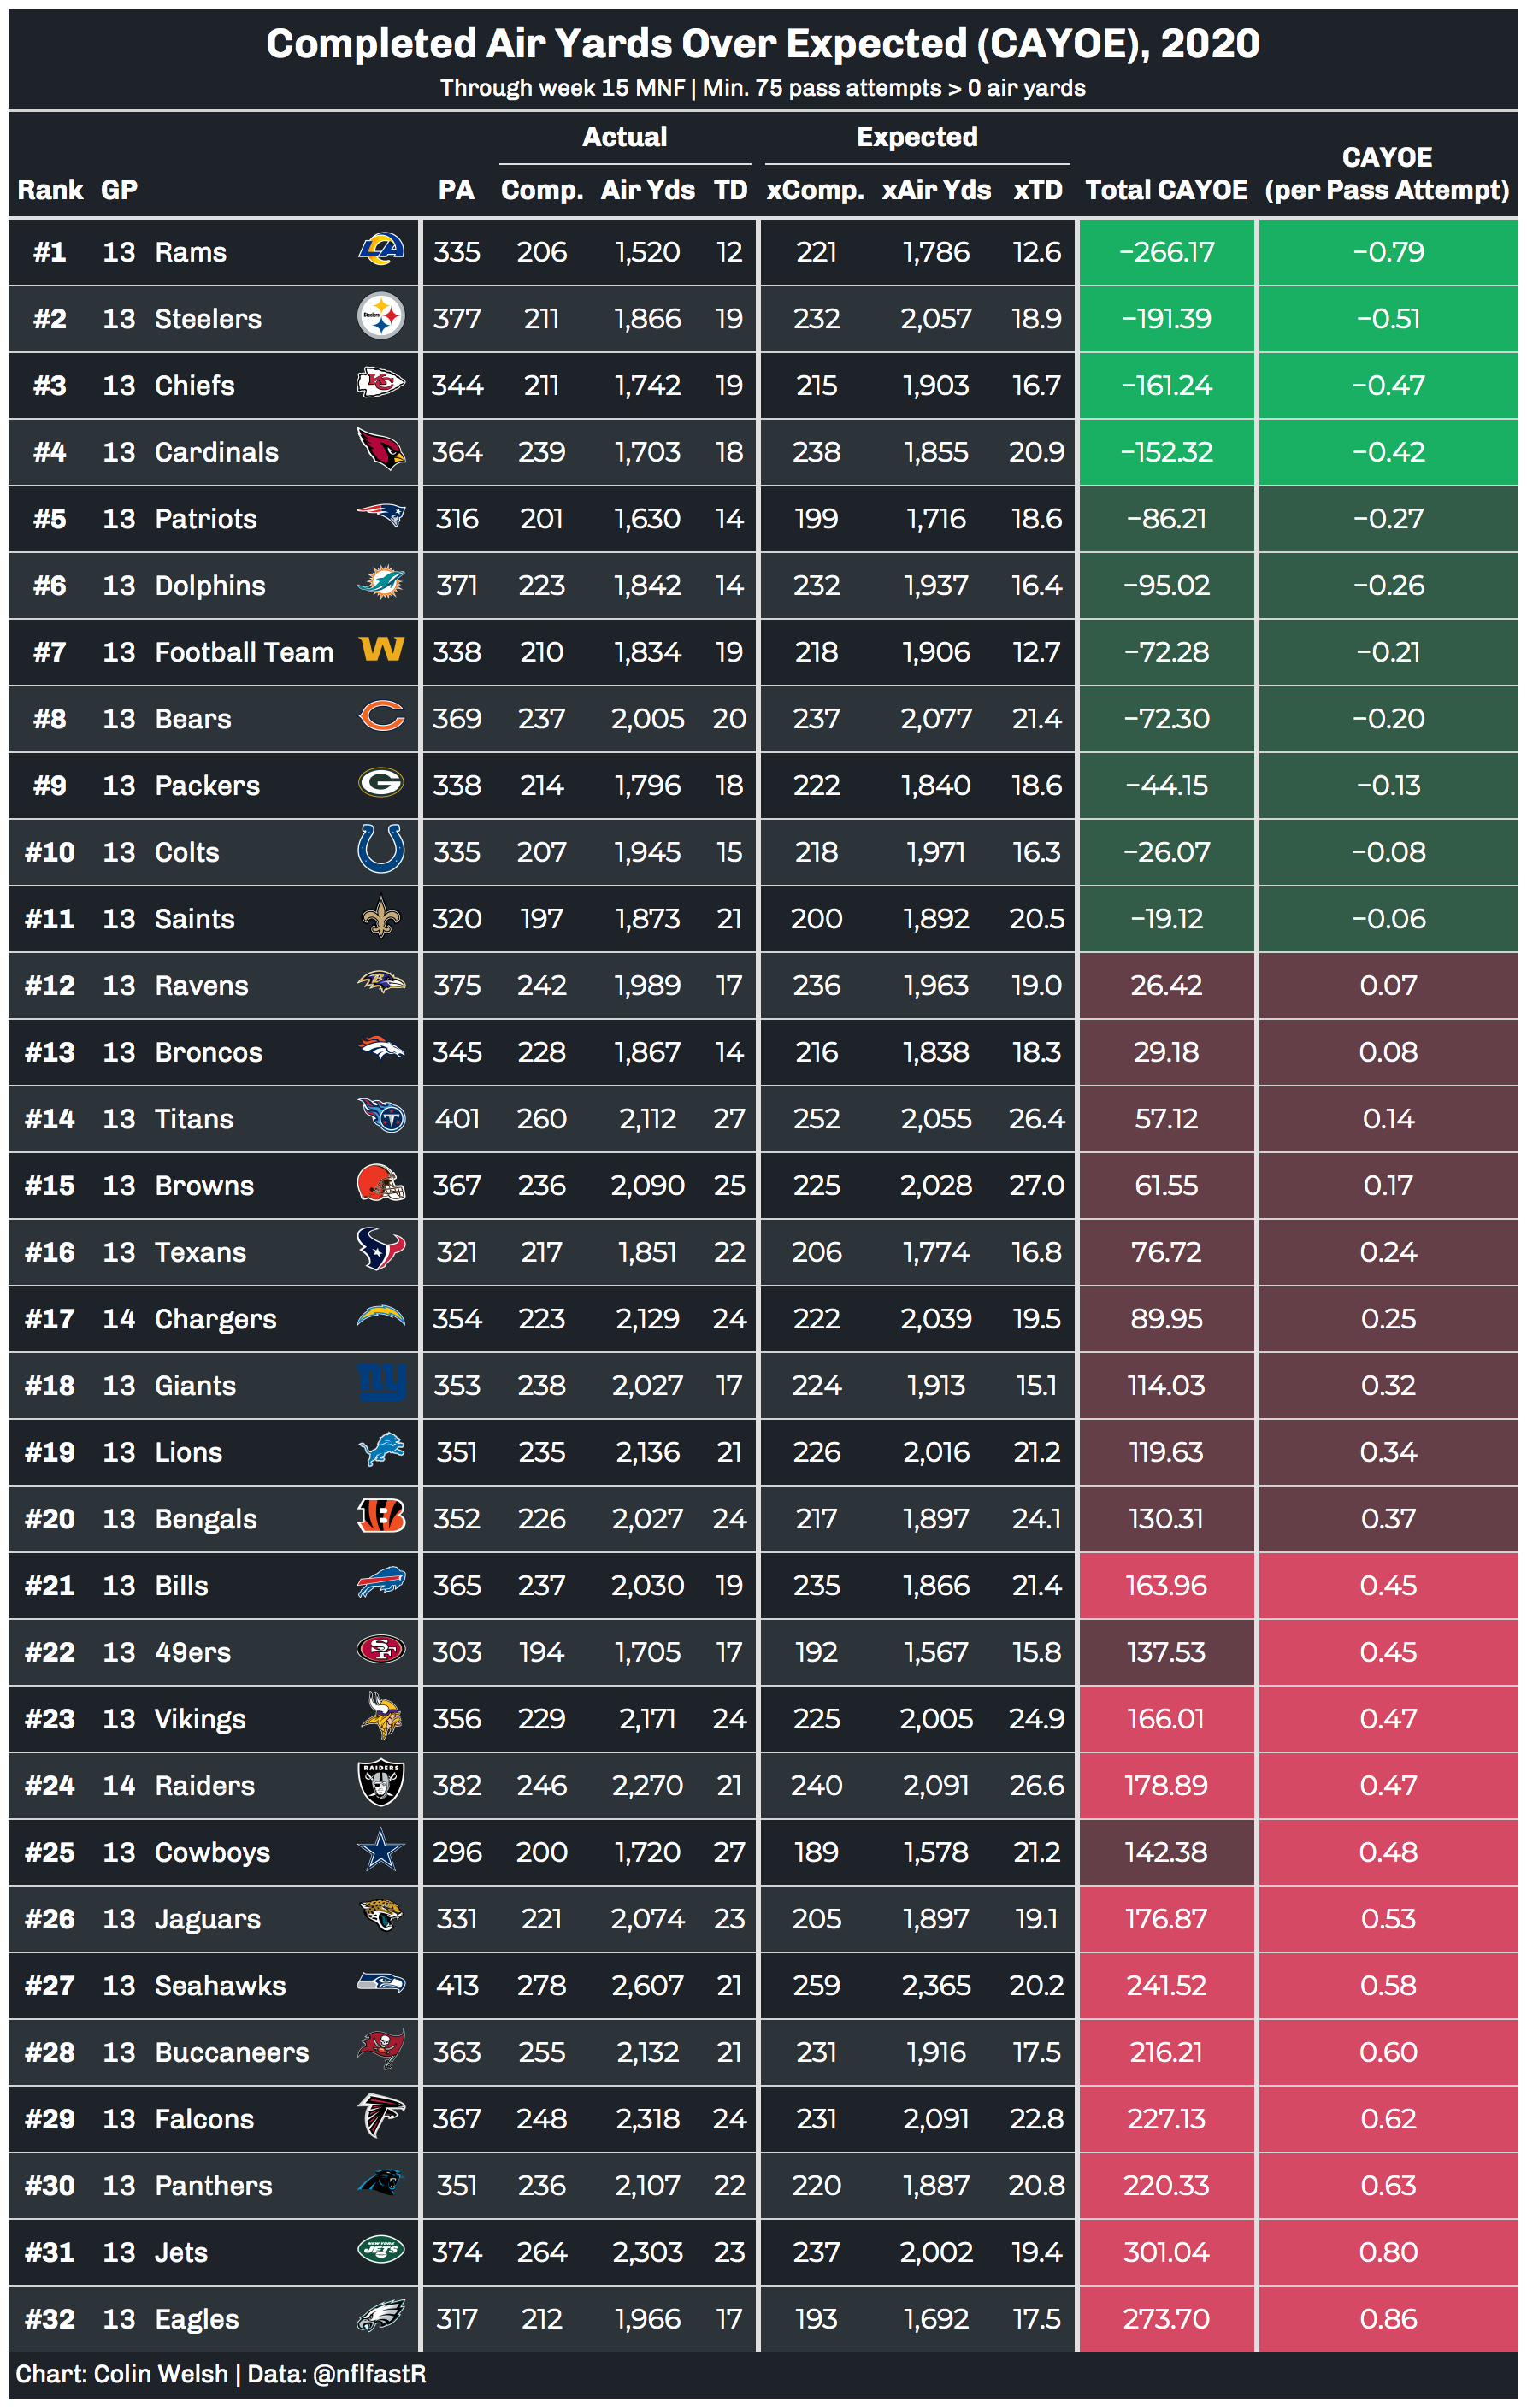 Completed Air Yards Over Expected (CAYOE), 2020
Through week 15 MNF | Min. 75 pass attempts > 0 air yards
Actual Expected
Rank GP PA Comp. Air Yds TD xComp. xAir Yds xTD Total CAYOE CAYOE (per Pass Attempt)
#1 13 Rams 335 206 1,520 12 221 1,786 12.6 −266.17 −0.79
#2 13 Steelers Steelers 377 211 1,866 19 232 2,057 18.9 −191.39 −0.51
#3 13 Chiefs KC 344 211 1,742 19 215 1,903 16.7 −161.24 −0.47
#4 13 Cardinals 364 239 1,703 18 238 1,855 20.9 −152.32 −0.42
#5 13 Patriots 316 201 1,630 14 199 1,716 18.6 −86.21 −0.27
#6 13 Dolphins 371 223 1,842 14 232 1,937 16.4 −95.02 −0.26
#7 13 Football Team W 338 210 1,834 19 218 1,906 12.7 −72.28 −0.21
#8 13 Bears C 369 237 2,005 20 237 2,077 21.4 −72.30 −0.20
#9 13 Packers G 338 214 1,796 18 222 1,840 18.6 −44.15 −0.13
#10 13 Colts 335 207 1,945 15 218 1,971 16.3 −26.07 −0.08
#11 13 Saints 320 197 1,873 21 200 1,892 20.5 −19.12 −0.06
#12 13 Ravens 375 242 1,989 17 236 1,963 19.0 26.42 0.07
#13 13 Broncos 345 228 1,867 14 216 1,838 18.3 29.18 0.08
#14 13 Titans T 401 260 2,112 27 252 2,055 26.4 57.12 0.14
#15 13 Browns 367 236 2,090 25 225 2,028 27.0 61.55 0.17
#16 13 Texans 321 217 1,851 22 206 1,774 16.8 76.72 0.24
#17 14 Chargers 354 223 2,129 24 222 2,039 19.5 89.95 0.25
#18 13 Giants ny 353 238 2,027 17 224 1,913 15.1 114.03 0.32
#19 13 Lions 351 235 2,136 21 226 2,016 21.2 119.63 0.34
#20 13 Bengals B 352 226 2,027 24 217 1,897 24.1 130.31 0.37
#21 13 Bills 365 237 2,030 19 235 1,866 21.4 163.96 0.45
#22 13 49ers SF 303 194 1,705 17 192 1,567 15.8 137.53 0.45
#23 13 Vikings 356 229 2,171 24 225 2,005 24.9 166.01 0.47
#24 14 Raiders RAIDERS 382 246 2,270 21 240 2,091 26.6 178.89 0.47
#25 13 Cowboys 296 200 1,720 27 189 1,578 21.2 142.38 0.48
#26 13 Jaguars 331 221 2,074 23 205 1,897 19.1 176.87 0.53
#27 13 Seahawks 413 278 2,607 21 259 2,365 20.2 241.52 0.58
#28 13 Buccaneers 363 255 2,132 21 231 1,916 17.5 216.21 0.60
#29 13 Falcons 367 248 2,318 24 231 2,091 22.8 227.13 0.62
#30 13 Panthers 351 236 2,107 22 220 1,887 20.8 220.33 0.63
#31 13 Jets NEW YORK JETS 374 264 2,303 23 237 2,002 19.4 301.04 0.80
#32 13 Eagles 317 212 1,966 17 193 1,692 17.5 273.70 0.86
Chart: Colin Welsh | Data: @nflfastR